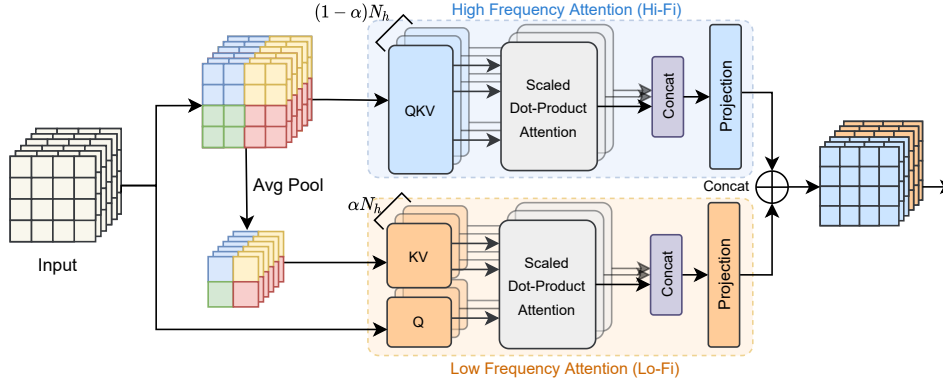 (1-α)N_h
High Frequency Attention (Hi-Fi)
QKV
Scaled
Dot-Product
Attention
Concat
Projection
Avg Pool
Input
Concat
αN_h
KV
Q
Scaled
Dot-Product
Attention
Concat
Projection
Low Frequency Attention (Lo-Fi)